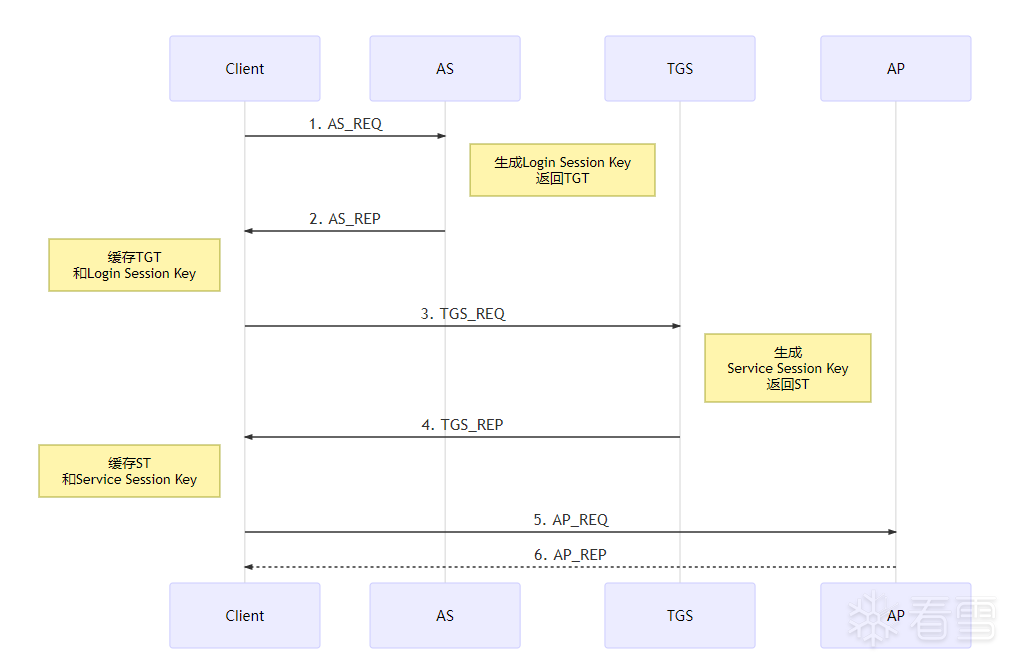 Client
AS
TGS
AP
1. AS_REQ
生成Login Session Key
返回TGT
2. AS_REP
缓存TGT
和Login Session Key
3. TGS_REQ
生成
Service Session Key
返回ST
4. TGS_REP
缓存ST
和Service Session Key
5. AP_REQ
6. AP_REP
Client
AS
TGS
AP
看雪